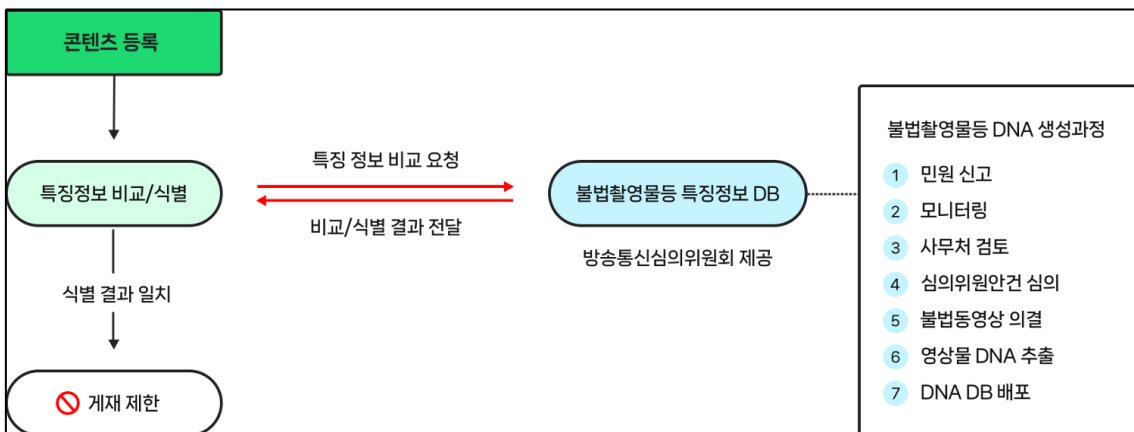 콘텐츠 등록
특징정보 비교/식별
식별 결과 일치
게재 제한
특징 정보 비교 요청
비교/식별 결과 전달
불법촬영물등 특징정보 DB
방송통신심의위원회 제공
불법촬영물등 DNA 생성과정
1 민원 신고
2 모니터링
3 사무처 검토
4 심의위원안건 심의
5 불법동영상 의결
6 영상물 DNA 추출
7 DNA DB 배포